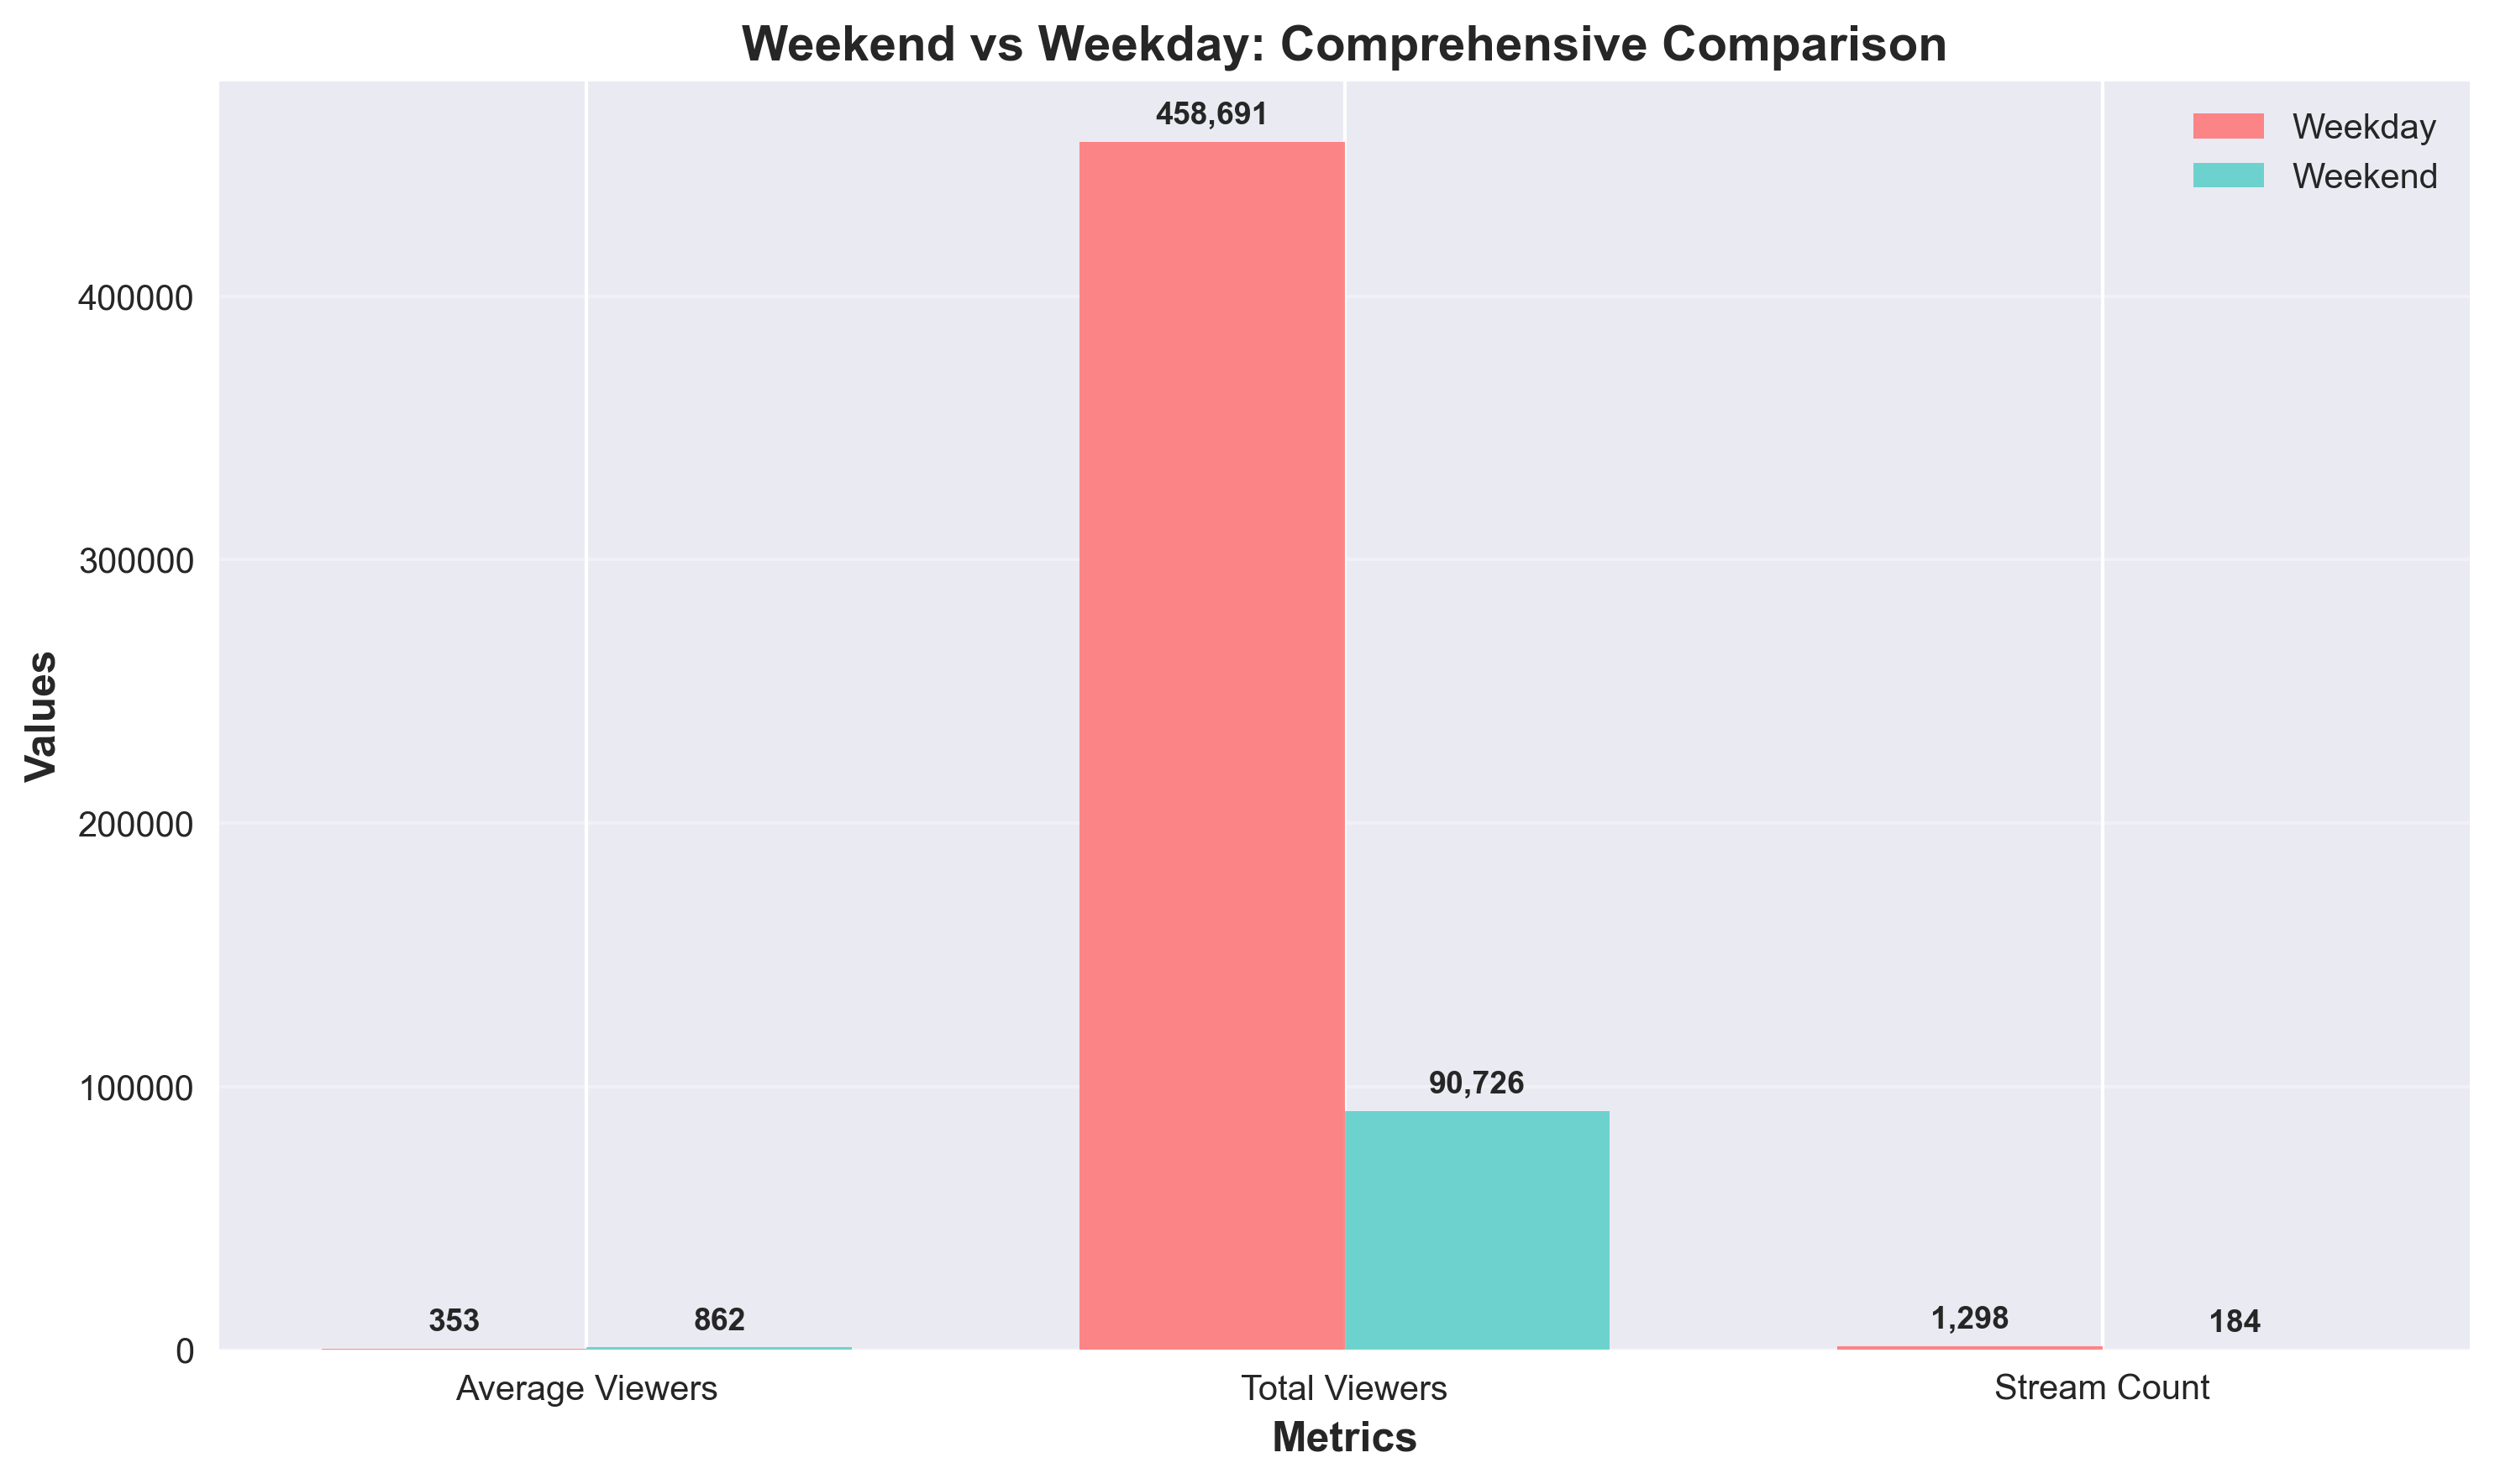 Weekend vs Weekday: Comprehensive Comparison
458,691
Weekday
Weekend
400000
300000
200000
100000
0
Values
90,726
353
862
1,298
184
Average Viewers
Total Viewers
Stream Count
Metrics